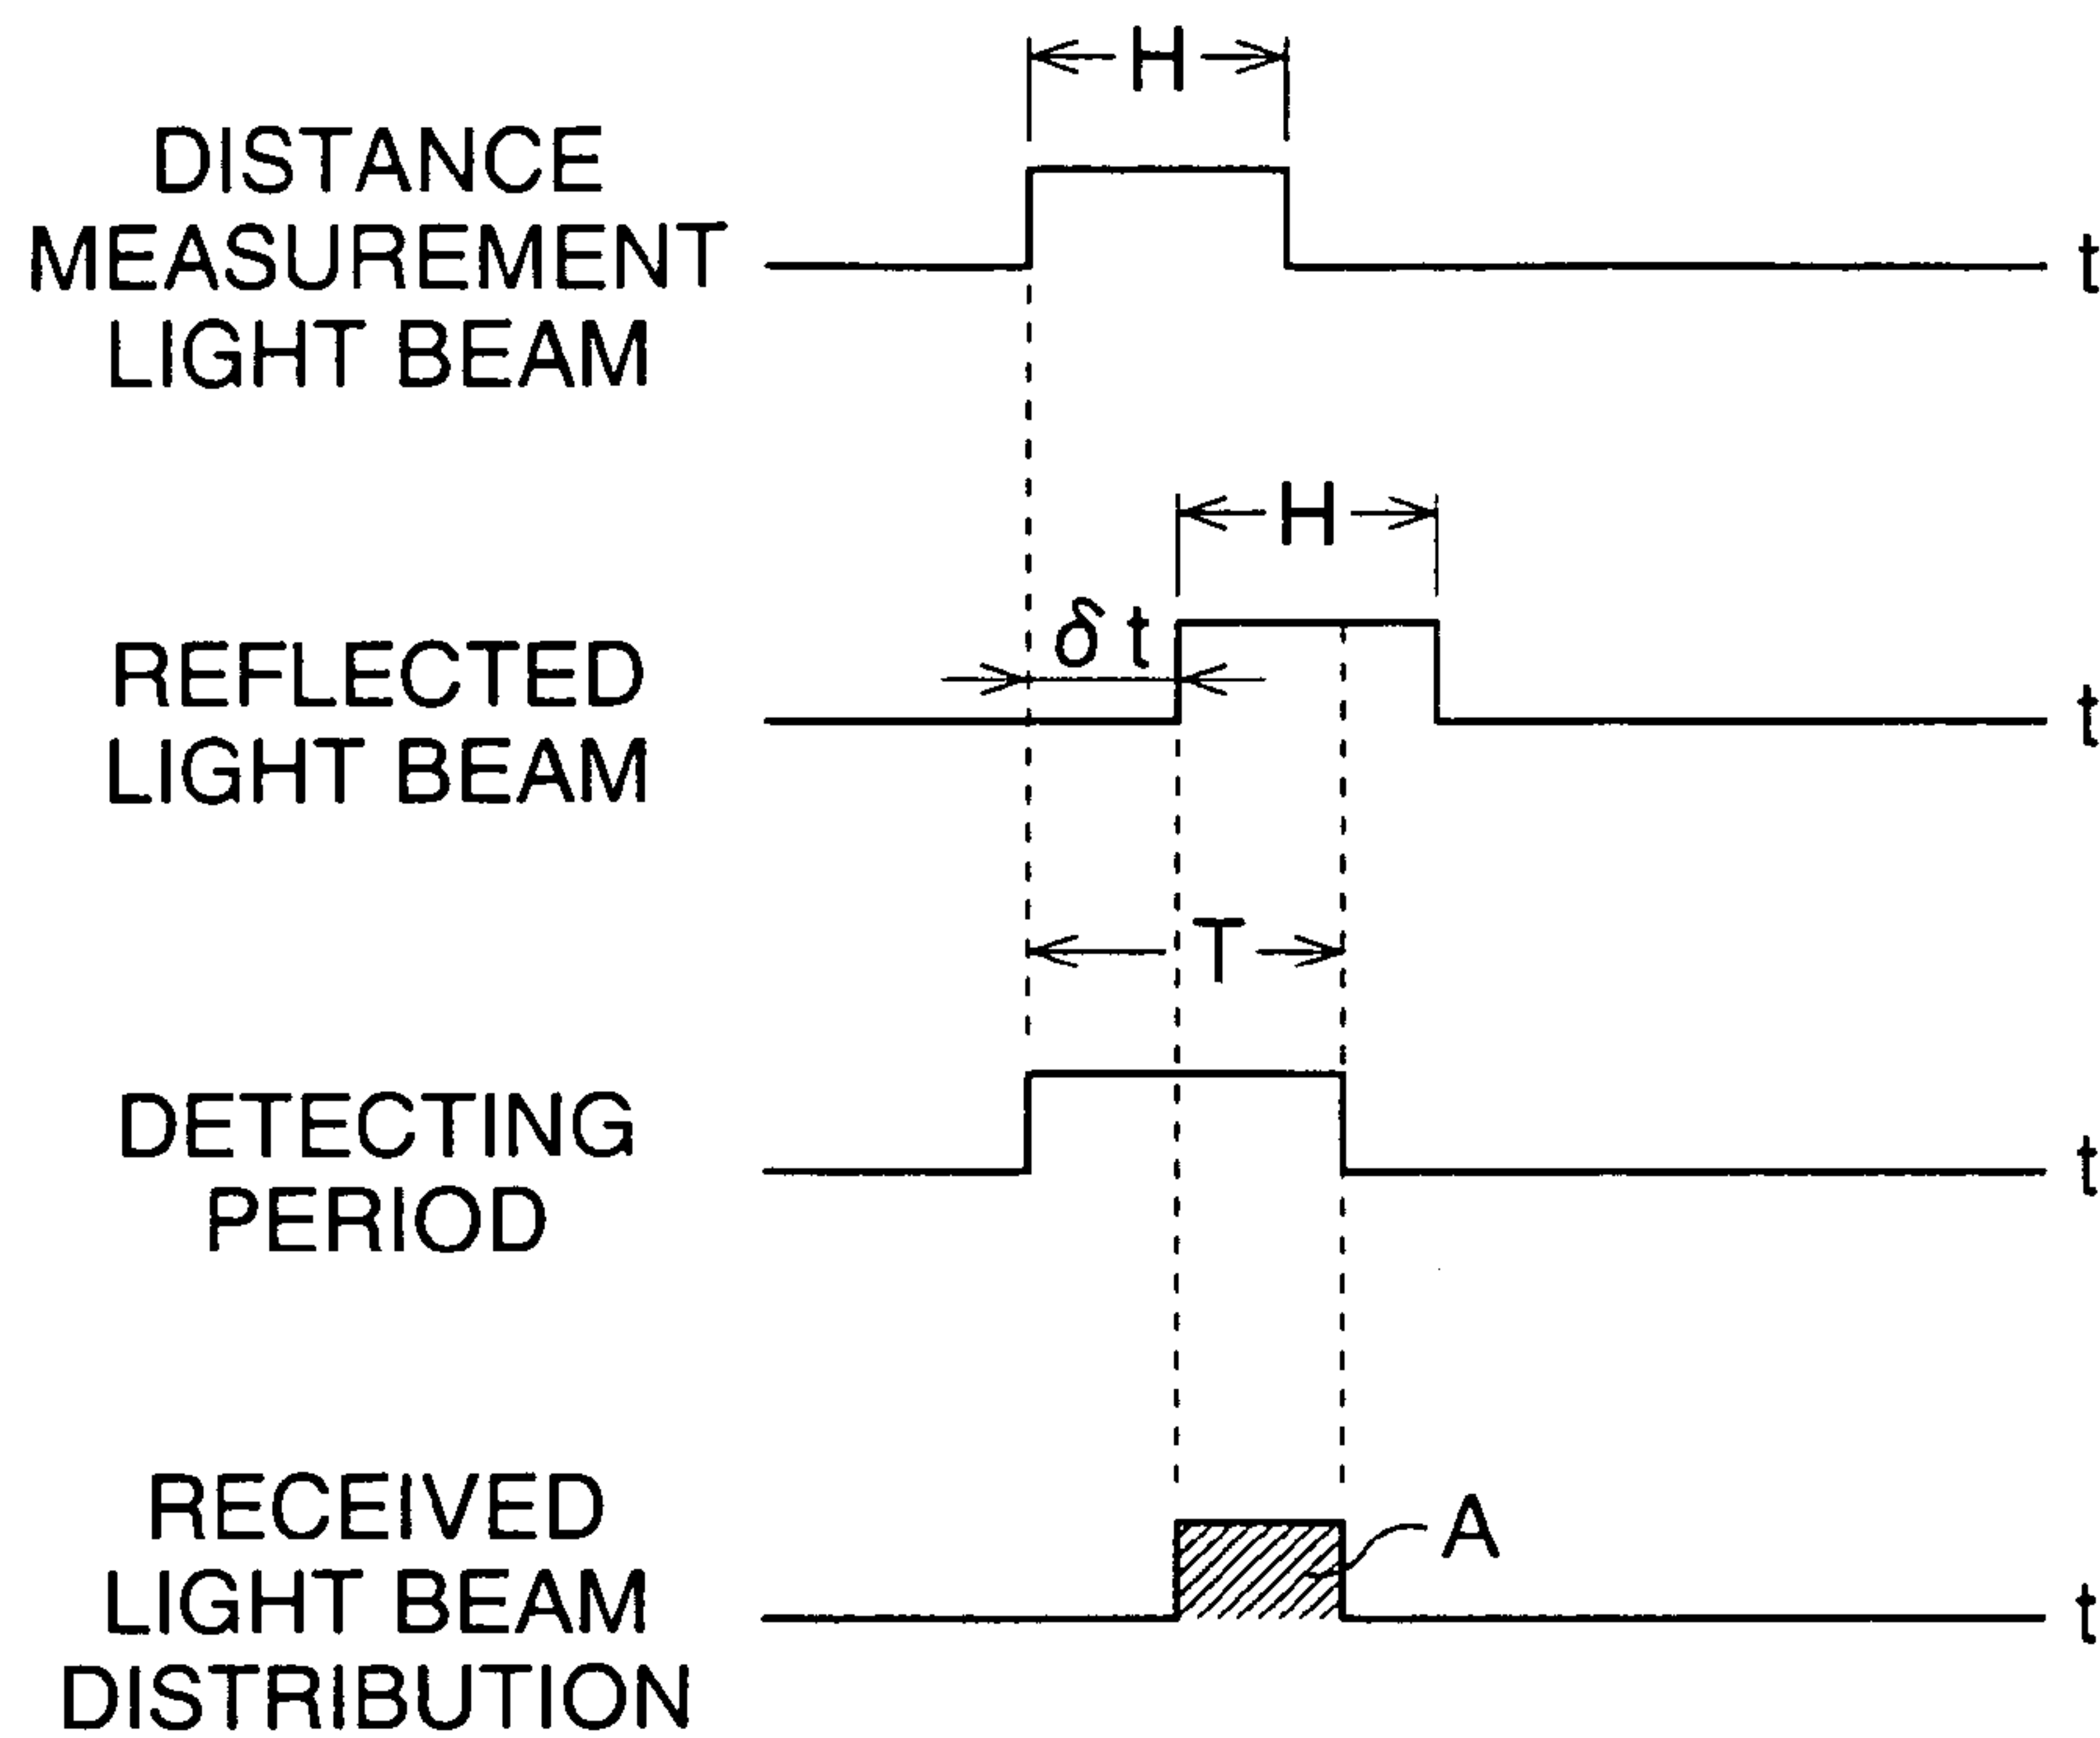 H
DISTANCE
MEASUREMENT
LIGHT BEAM
t
H
δ t
REFLECTED
LIGHT BEAM
t
T
DETECTING
PERIOD
t
RECEIVED
LIGHT BEAM
DISTRIBUTION
A
t